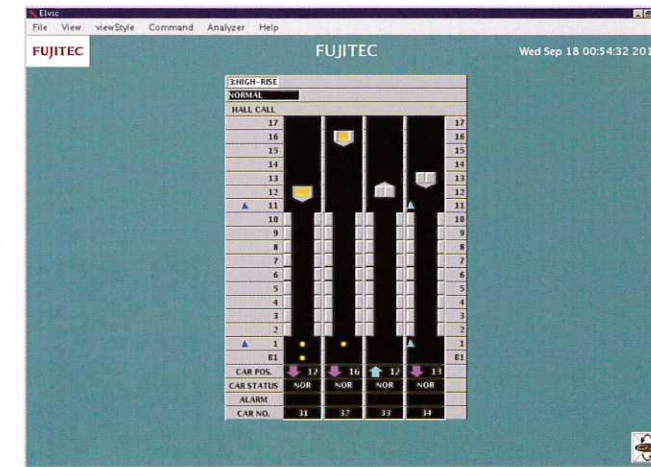 Elvic
File View viewStyle Command Analyzer Help
FUJITEC FUJITEC Wed Sep 18 00:54:32 201
3:HIGH-RISE
NORMAL
HALL CALL
17 17
16 16
15 15
14 14
13 13
12 12
11 11
10 10
9 9
8 8
7 7
6 6
5 5
4 4
3 3
2 2
1 1
B1 B1
CAR POS. 12 16 12 13
CAR STATUS NOR NOR NOR NOR
ALARM
CAR NO. 31 32 33 34